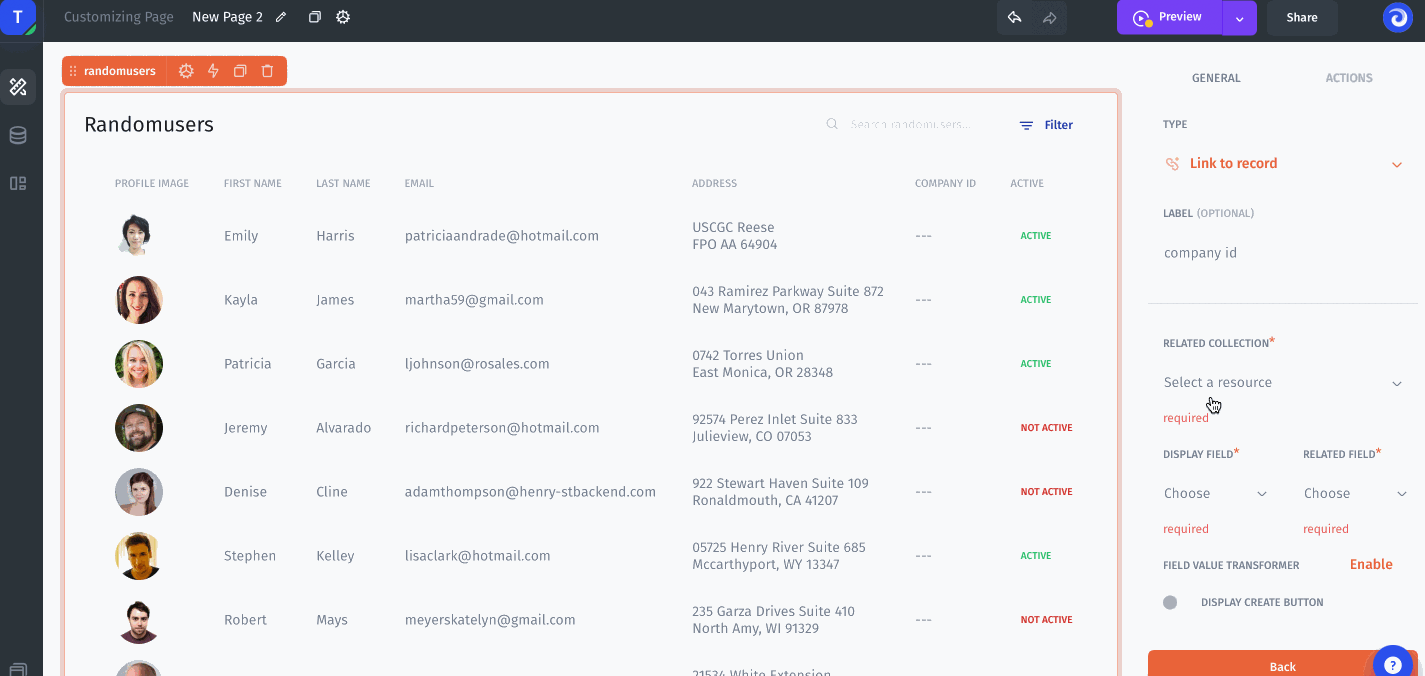 T
Customizing Page New Page 2
Preview
Share
randomusers
Randomusers
Search randomusers...
Filter
PROFILE IMAGE FIRST NAME LAST NAME EMAIL ADDRESS COMPANY ID ACTIVE
Emily Harris patriciaandrade@hotmail.com USCGC Reese --- ACTIVE
FPO AA 64904
Kayla James martha59@gmail.com 043 Ramirez Parkway Suite 872 --- ACTIVE
New Marytown, OR 87978
Patricia Garcia ljohnson@rosales.com 0742 Torres Union --- ACTIVE
East Monica, OR 28348
Jeremy Alvarado richardpeterson@hotmail.com 92574 Perez Inlet Suite 833 --- NOT ACTIVE
Julieview, CO 07053
Denise Cline adamthompson@henry-stbackend.com 922 Stewart Haven Suite 109 --- NOT ACTIVE
Ronaldmouth, CA 41207
Stephen Kelley lisaclark@hotmail.com 05725 Henry River Suite 685 --- ACTIVE
Mccarthyport, WY 13347
Robert Mays meyerskatelyn@gmail.com 235 Garza Drives Suite 410 --- NOT ACTIVE
North Amy, WI 91329
21534 White Extension
GENERAL ACTIONS
TYPE
Link to record
LABEL (OPTIONAL)
company id
RELATED COLLECTION*
Select a resource
required
DISPLAY FIELD* RELATED FIELD*
Choose Choose
required required
FIELD VALUE TRANSFORMER Enable
DISPLAY CREATE BUTTON
Back
?